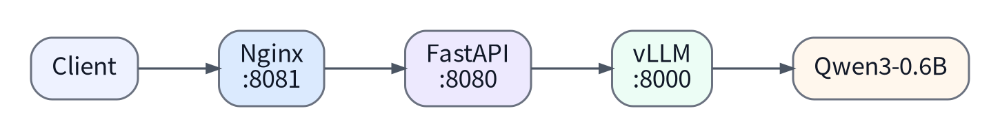 Client
Nginx
:8081
FastAPI
:8080
vLLM
:8000
Qwen3-0.6B